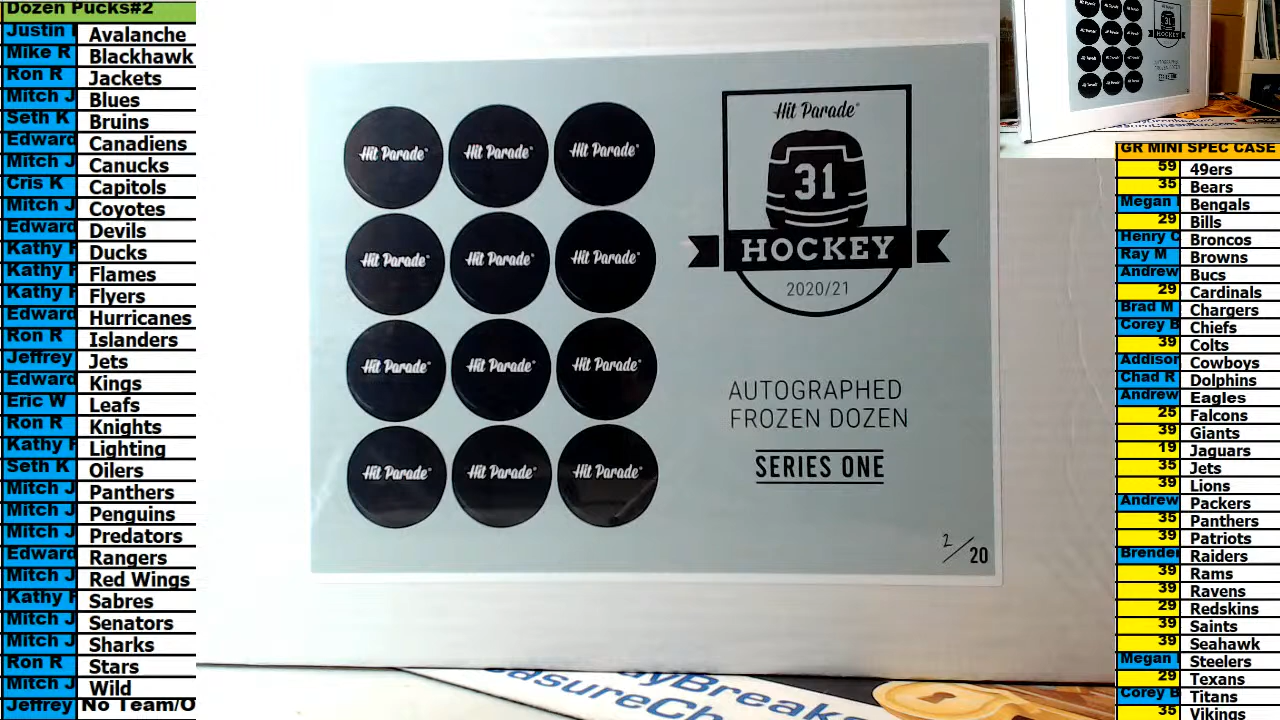 Dozen Pucks#2
Justin Avalanche
Mike R Blackhawk
Ron R Jackets
Mitch J Blues
Seth K Bruins
Edward Canadiens
Mitch J Canucks
Cris K Capitols
Mitch J Coyotes
Edward Devils
Kathy F Ducks
Kathy F Flames
Kathy F Flyers
Edward Hurricanes
Ron R Islanders
Jeffrey Jets
Edward Kings
Eric W Leafs
Ron R Knights
Kathy F Lighting
Seth K Oilers
Mitch J Panthers
Mitch J Penguins
Mitch J Predators
Edward Rangers
Mitch J Red Wings
Kathy F Sabres
Mitch J Senators
Mitch J Sharks
Ron R Stars
Mitch J Wild
Jeffrey No Team/O
Hit Parade® Hit Parade® Hit Parade®
Hit Parade® Hit Parade® Hit Parade®
Hit Parade® Hit Parade® Hit Parade®
Hit Parade® Hit Parade® Hit Parade®
Hit Parade®
31
HOCKEY
2020/21
AUTOGRAPHED
FROZEN DOZEN
SERIES ONE
2/20
yBreaks
asureCh
31
HOCKEY
GR MINI SPEC CASE
59 49ers
35 Bears
Megan Bengals
29 Bills
Henry C Broncos
Ray M Browns
Andrew Bucs
29 Cardinals
Brad M Chargers
Corey B Chiefs
39 Colts
Addison Cowboys
Chad R Dolphins
Andrew Eagles
25 Falcons
39 Giants
19 Jaguars
35 Jets
39 Lions
Andrew Packers
35 Panthers
39 Patriots
Brende Raiders
39 Rams
39 Ravens
29 Redskins
39 Saints
39 Seahawk
Megan Steelers
29 Texans
Corey B Titans
35 Vikings